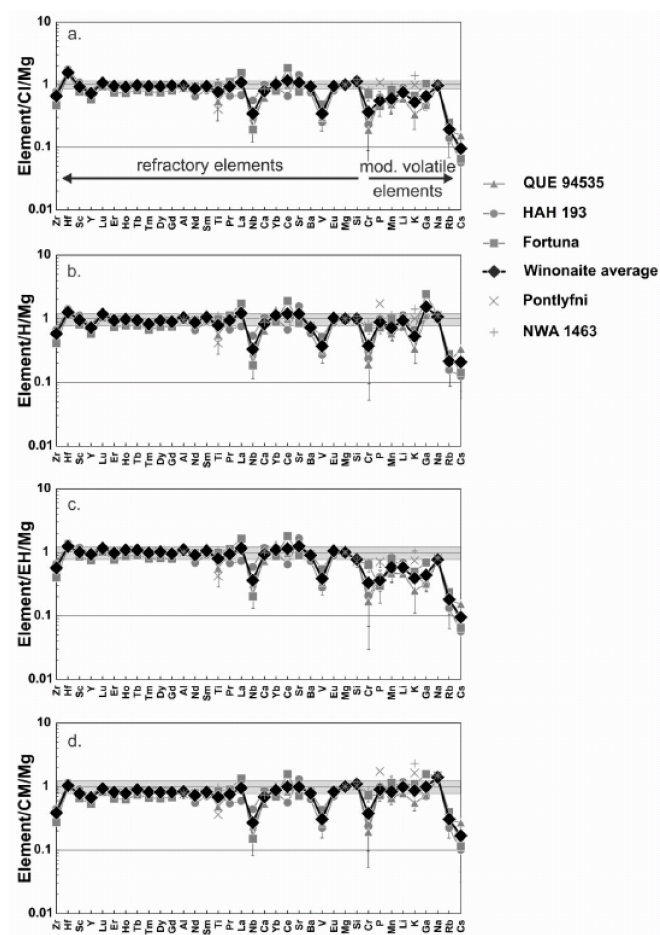 a.
Element/CI/Mg
10
1
0.1
0.01
refractory elements
mod. volatile
elements
Zr Hf Sc Y Lu Er Ho Tb Tm Dy Gd Al Nd Sm Ti Pr La Nb Ca Yb Ce Sr Ba V Eu Mg Si Cr P Mn Li K Ga Na Rb Cs
QUE 94535
HAH 193
Fortuna
Winonaite average
Pontlyfni
NWA 1463
b.
Element/H/Mg
10
1
0.1
0.01
Zr Hf Sc Y Lu Er Ho Tb Tm Dy Gd Al Nd Sm Ti Pr La Nb Ca Yb Ce Sr Ba V Eu Mg Si Cr P Mn Li K Ga Na Rb Cs
c.
Element/EH/Mg
10
1
0.1
0.01
Zr Hf Sc Y Lu Er Ho Tb Tm Dy Gd Al Nd Sm Ti Pr La Nb Ca Yb Ce Sr Ba V Eu Mg Si Cr P Mn Li K Ga Na Rb Cs
d.
Element/CM/Mg
10
1
0.1
0.01
Zr Hf Sc Y Lu Er Ho Tb Tm Dy Gd Al Nd Sm Ti Pr La Nb Ca Yb Ce Sr Ba V Eu Mg Si Cr P Mn Li K Ga Na Rb Cs